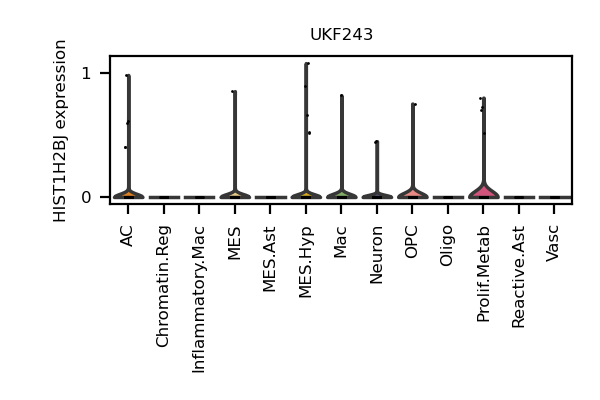 UKF243
HIST1H2BJ expression
1
0
AC
Chromatin.Reg
Inflammatory.Mac
MES
MES.Ast
MES.Hyp
Mac
Neuron
OPC
Oligo
Prolif.Metab
Reactive.Ast
Vasc